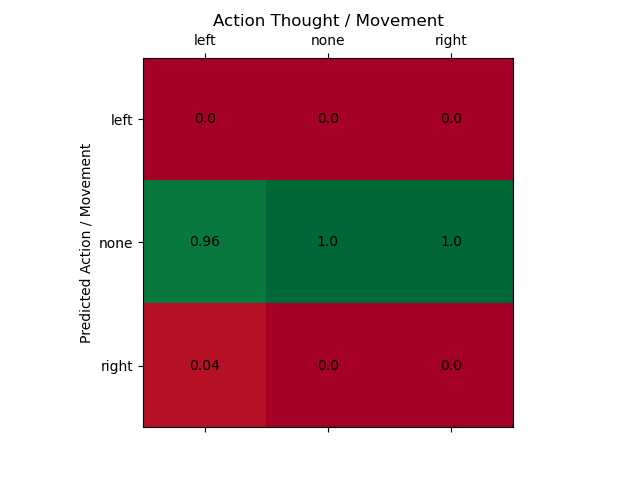 Action Thought / Movement
left none right
left 0.0 0.0 0.0
Predicted Action / Movement
none 0.96 1.0 1.0
right 0.04 0.0 0.0